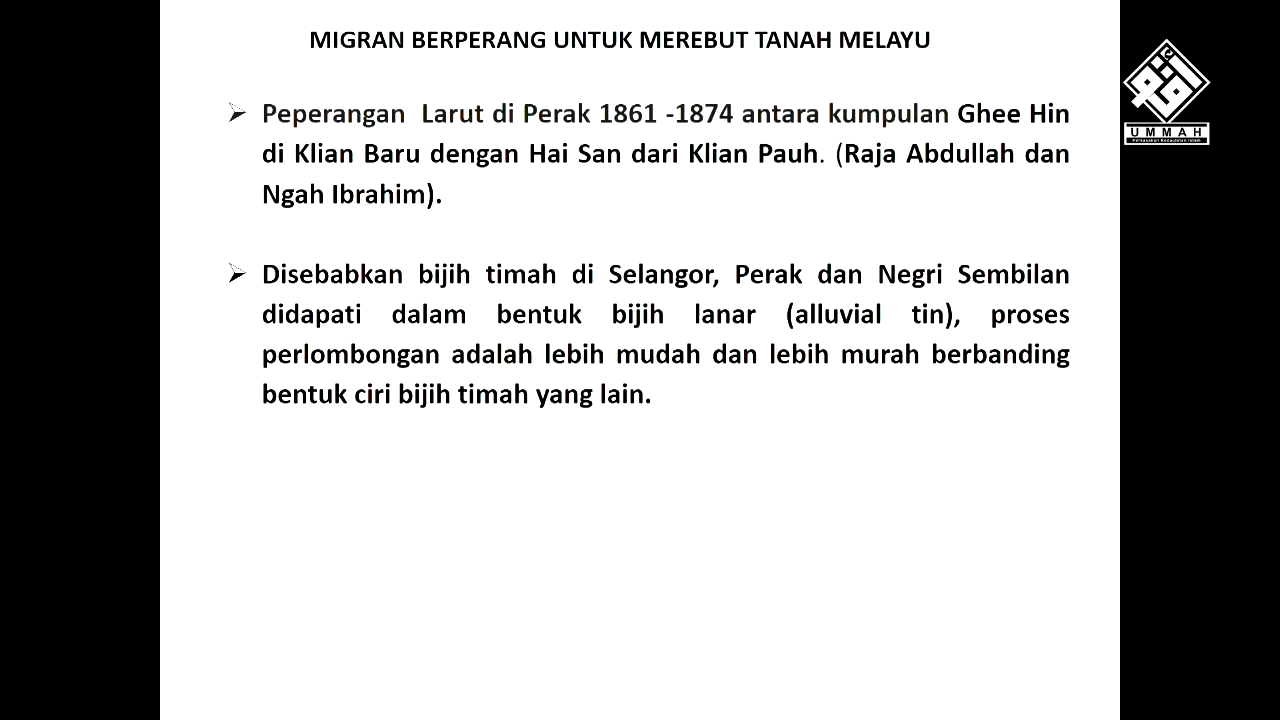 MIGRAN BERPERANG UNTUK MEREBUT TANAH MELAYU
Peperangan Larut di Perak 1861 -1874 antara kumpulan Ghee Hin
di Klian Baru dengan Hai San dari Klian Pauh. (Raja Abdullah dan
Ngah Ibrahim).
Disebabkan bijih timah di Selangor, Perak dan Negri Sembilan
didapati dalam bentuk bijih lanar (alluvial tin), proses
perlombongan adalah lebih mudah dan lebih murah berbanding
bentuk ciri bijih timah yang lain.
UMMAH